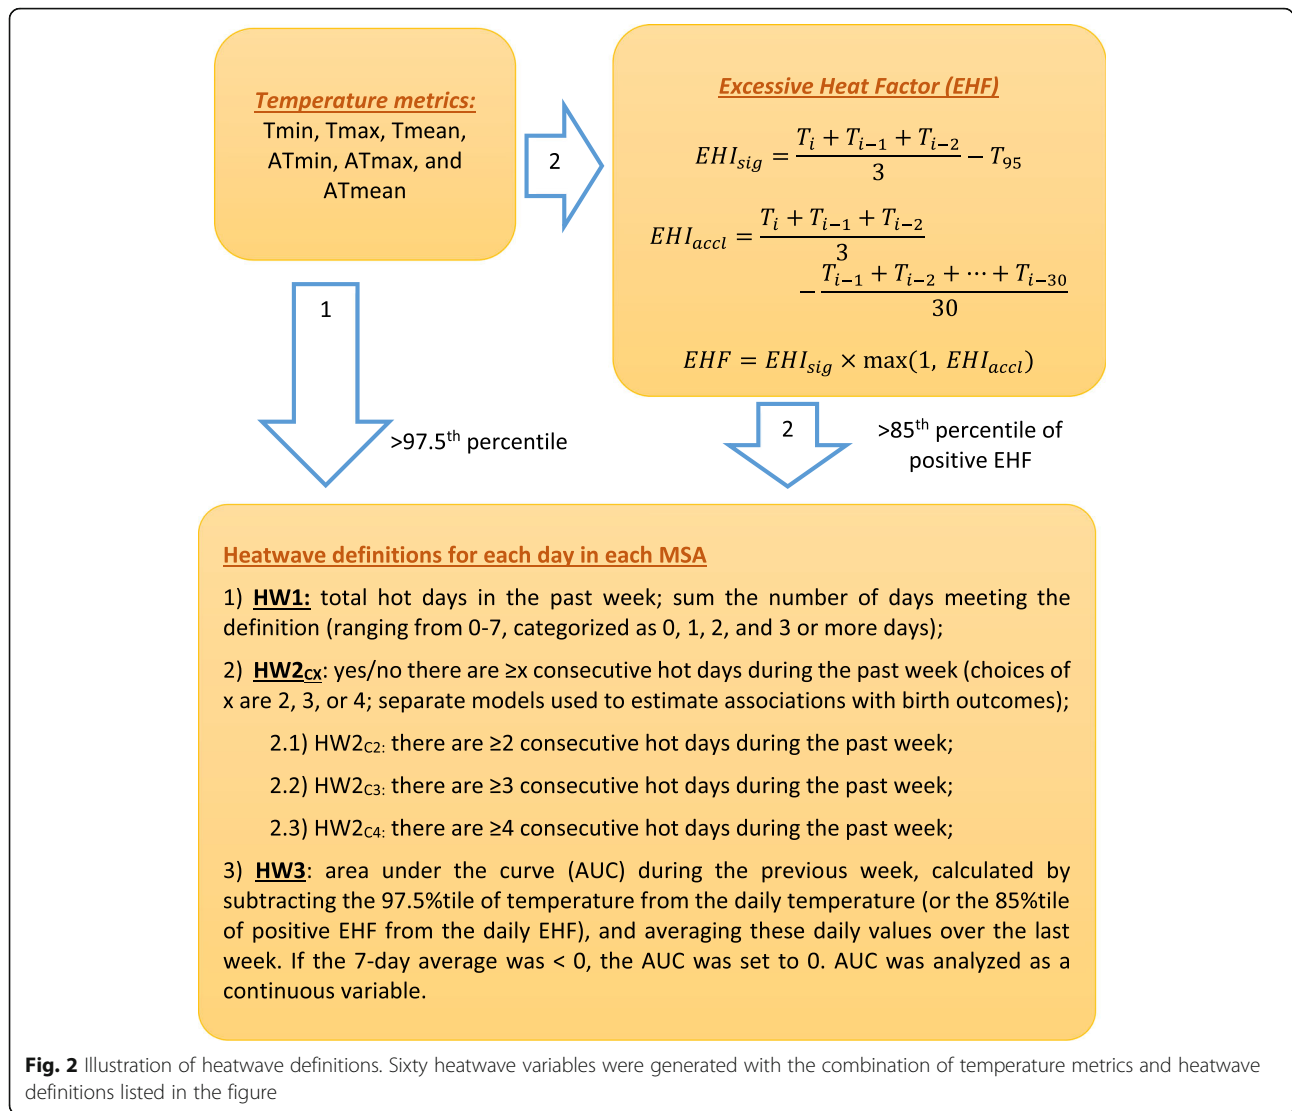 Temperature metrics:
Tmin, Tmax, Tmean,
ATmin, ATmax, and
ATmean
2
Excessive Heat Factor (EHF)
EHI_sig = (T_i + T_{i−1} + T_{i−2})/3 − T_95
EHI_accl = (T_i + T_{i−1} + T_{i−2})/3
− (T_{i−1} + T_{i−2} + ⋯ + T_{i−30})/30
EHF = EHI_sig × max(1, EHI_accl)
1
>97.5th percentile
2
>85th percentile of
positive EHF
Heatwave definitions for each day in each MSA
1) HW1: total hot days in the past week; sum the number of days meeting the
definition (ranging from 0-7, categorized as 0, 1, 2, and 3 or more days);
2) HW2CX: yes/no there are ≥x consecutive hot days during the past week (choices of
x are 2, 3, or 4; separate models used to estimate associations with birth outcomes);
2.1) HW2C2: there are ≥2 consecutive hot days during the past week;
2.2) HW2C3: there are ≥3 consecutive hot days during the past week;
2.3) HW2C4: there are ≥4 consecutive hot days during the past week;
3) HW3: area under the curve (AUC) during the previous week, calculated by
subtracting the 97.5%tile of temperature from the daily temperature (or the 85%tile
of positive EHF from the daily EHF), and averaging these daily values over the last
week. If the 7-day average was < 0, the AUC was set to 0. AUC was analyzed as a
continuous variable.
Fig. 2 Illustration of heatwave definitions. Sixty heatwave variables were generated with the combination of temperature metrics and heatwave
definitions listed in the figure